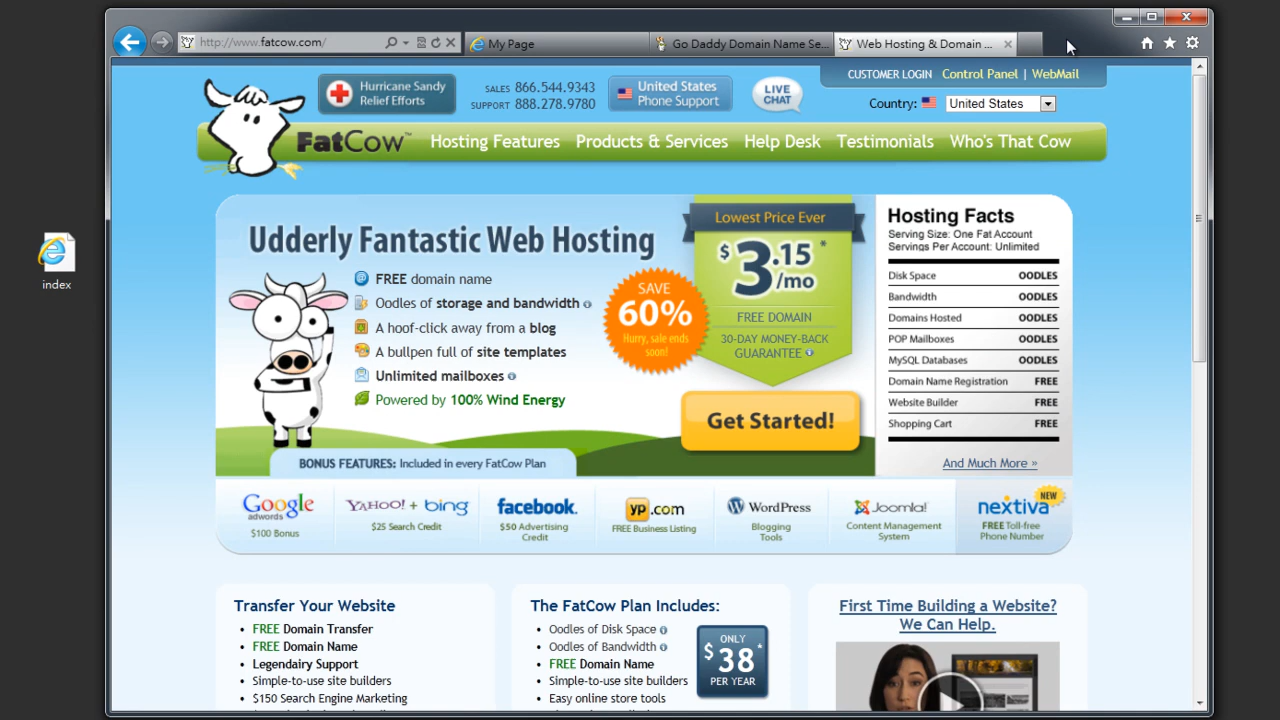 http://www.fatcow.com/
My Page
Go Daddy Domain Name Se...
Web Hosting & Domain ...
index
Hurricane Sandy
Relief Efforts
SALES 866.544.9343
SUPPORT 888.278.9780
United States
Phone Support
LIVE
CHAT
CUSTOMER LOGIN Control Panel | WebMail
Country: United States
FatCow™
Hosting Features
Products & Services
Help Desk
Testimonials
Who's That Cow
Udderly Fantastic Web Hosting
FREE domain name
Oodles of storage and bandwidth
A hoof-click away from a blog
A bullpen full of site templates
Unlimited mailboxes
Powered by 100% Wind Energy
SAVE
60%
Hurry, sale ends
soon!
Lowest Price Ever
$3.15*
/mo
FREE DOMAIN
30-DAY MONEY-BACK
GUARANTEE
Get Started!
Hosting Facts
Serving Size: One Fat Account
Servings Per Account: Unlimited
Disk Space OODLES
Bandwidth OODLES
Domains Hosted OODLES
POP Mailboxes OODLES
MySQL Databases OODLES
Domain Name Registration FREE
Website Builder FREE
Shopping Cart FREE
And Much More »
BONUS FEATURES: Included in every FatCow Plan
Google
adwords
$100 Bonus
YAHOO! + bing
$25 Search Credit
facebook.
$50 Advertising
Credit
yp.com
FREE Business Listing
WordPress
Blogging
Tools
Joomla!
Content Management
System
NEW
nextiva
FREE Toll-free
Phone Number
Transfer Your Website
• FREE Domain Transfer
• FREE Domain Name
• Legendairy Support
• Simple-to-use site builders
• $150 Search Engine Marketing
The FatCow Plan Includes:
• Oodles of Disk Space
• Oodles of Bandwidth
• FREE Domain Name
• Simple-to-use site builders
• Easy online store tools
ONLY
$38*
PER YEAR
First Time Building a Website?
We Can Help.